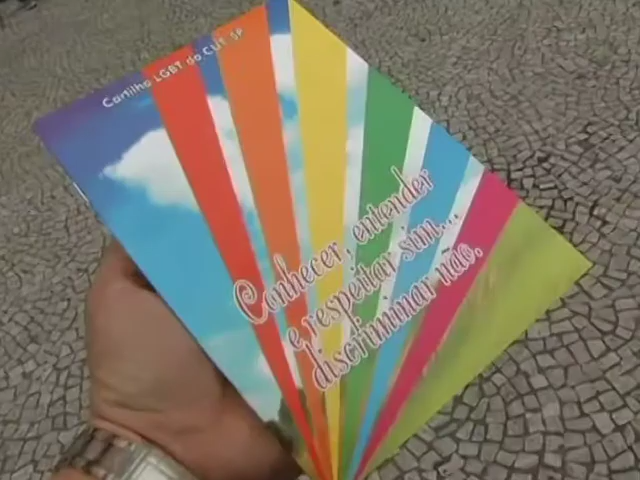 Cartilha LGBT da CUT-SP
Conhecer, entender
e respeitar sim...
discriminar não.